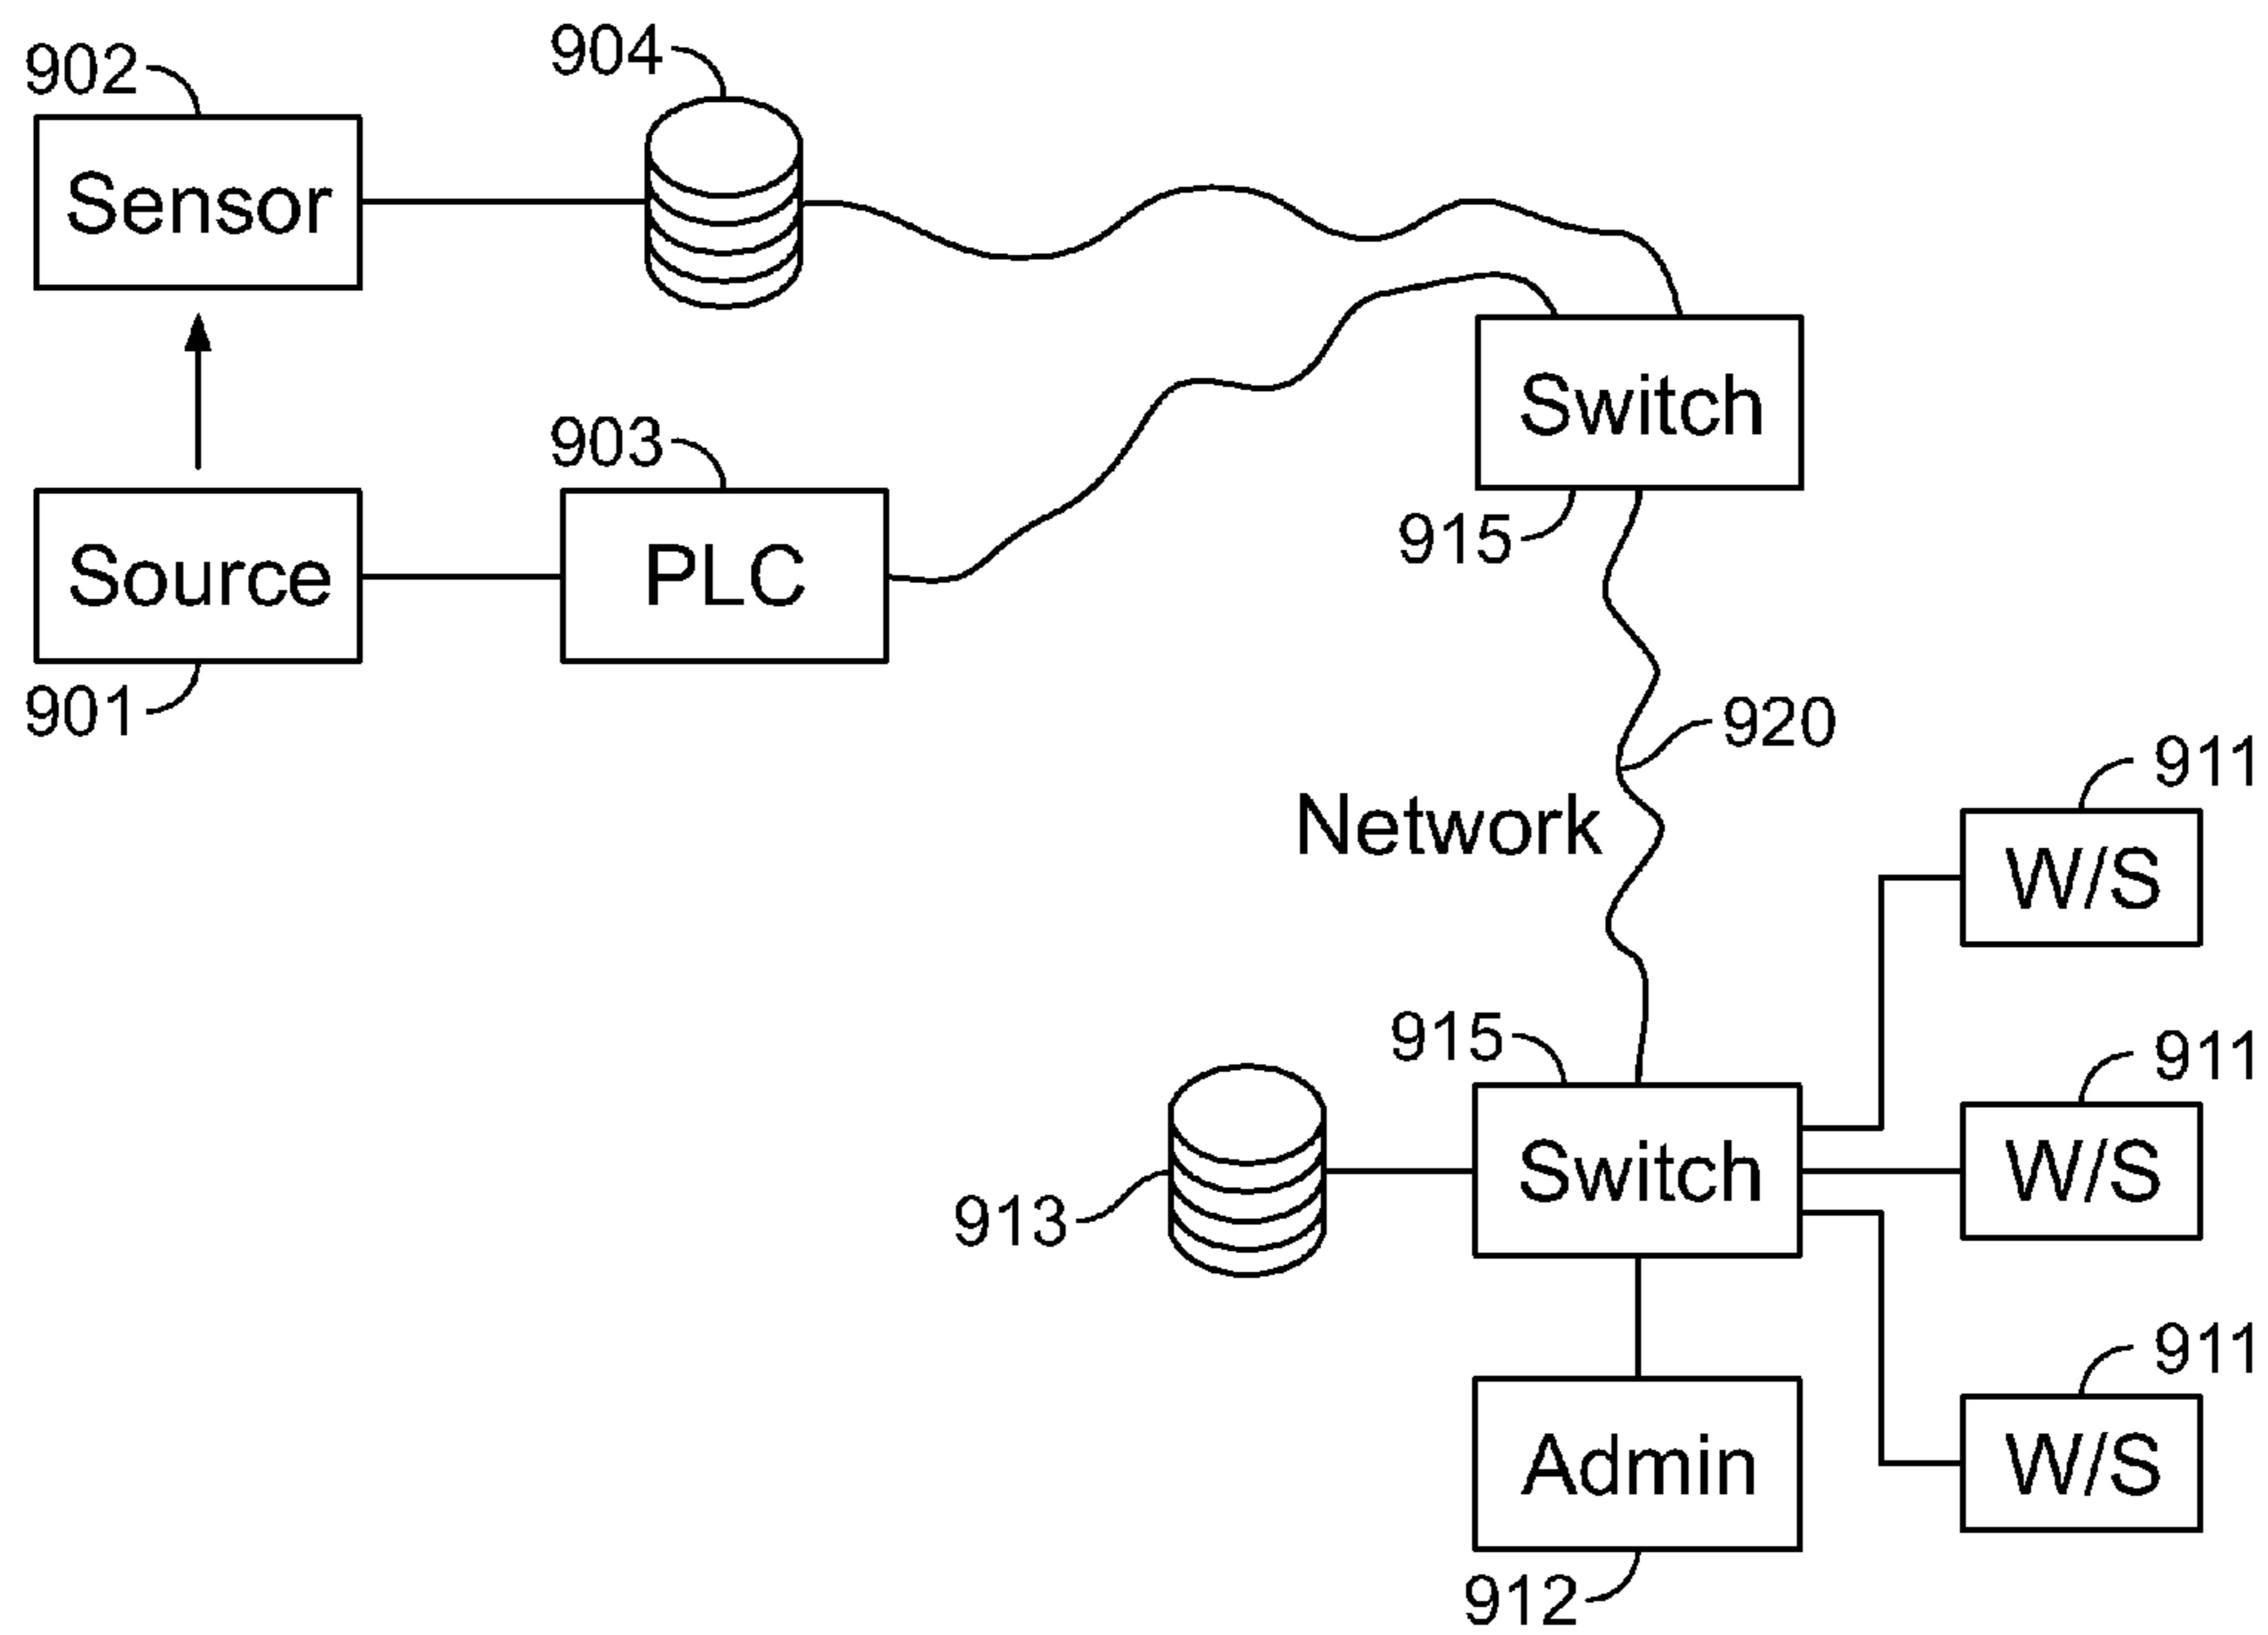 902
904
Sensor
903
Switch
915
Source
PLC
901
920
911
Network
W/S
915
911
913
Switch
W/S
911
Admin
W/S
912